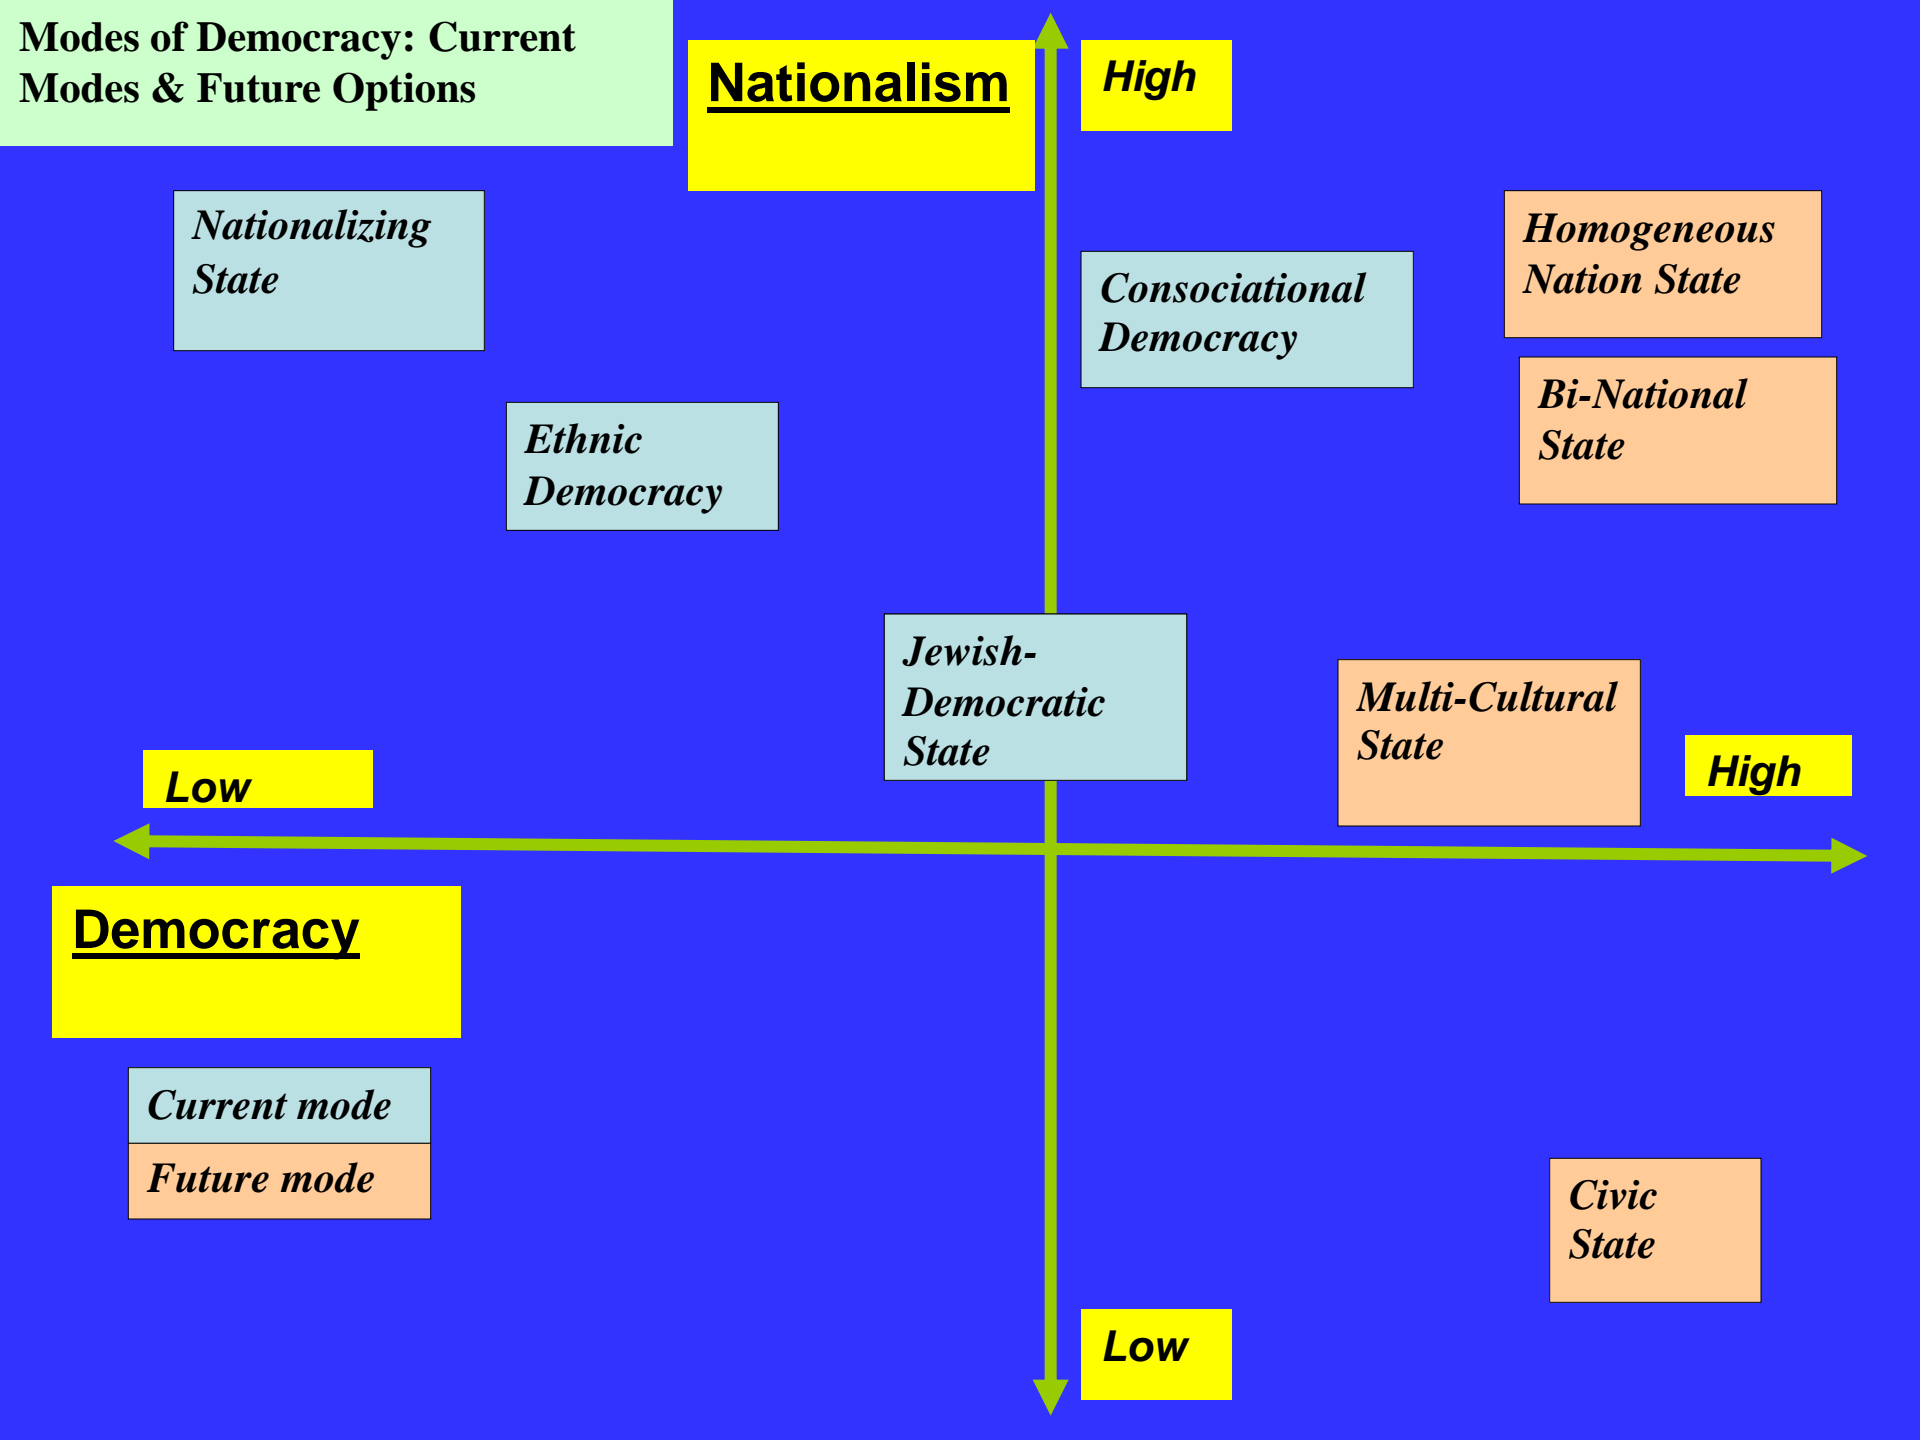 Modes of Democracy: Current
Modes & Future Options
Nationalism
High
Nationalizing
State
Homogeneous
Nation State
Consociational
Democracy
Bi-National
State
Ethnic
Democracy
Jewish-
Democratic
State
Multi-Cultural
State
Low
High
Democracy
Current mode
Future mode
Civic
State
Low